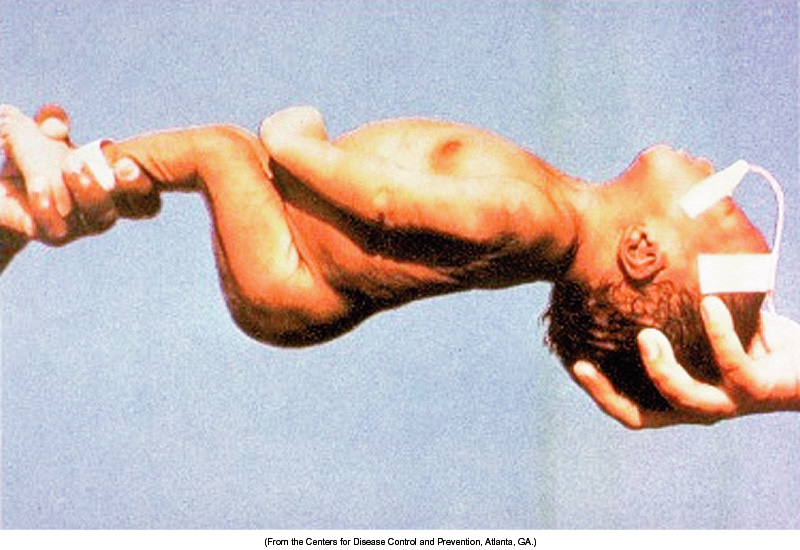 (From the Centers for Disease Control and Prevention, Atlanta, GA.)